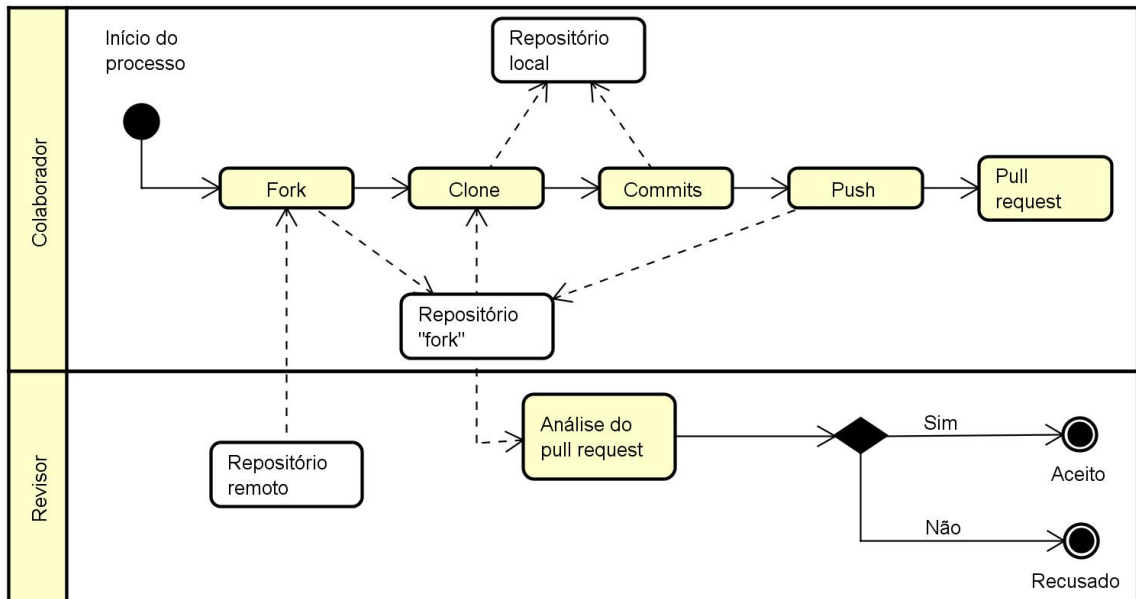 Colaborador
Início do
processo
Repositório
local
Fork
Clone
Commits
Push
Pull
request
Repositório
"fork"
Revisor
Repositório
remoto
Análise do
pull request
Sim
Aceito
Não
Recusado